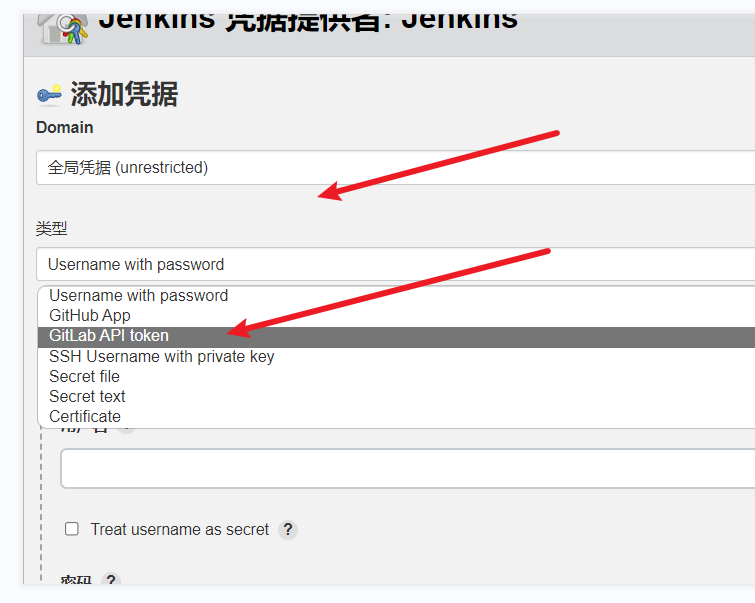 Jenkins 凭据提供者: Jenkins
添加凭据
Domain
全局凭据 (unrestricted)
类型
Username with password
Username with password
GitHub App
GitLab API token
SSH Username with private key
Secret file
Secret text
Certificate
用户名 ?
Treat username as secret ?
密码 ?